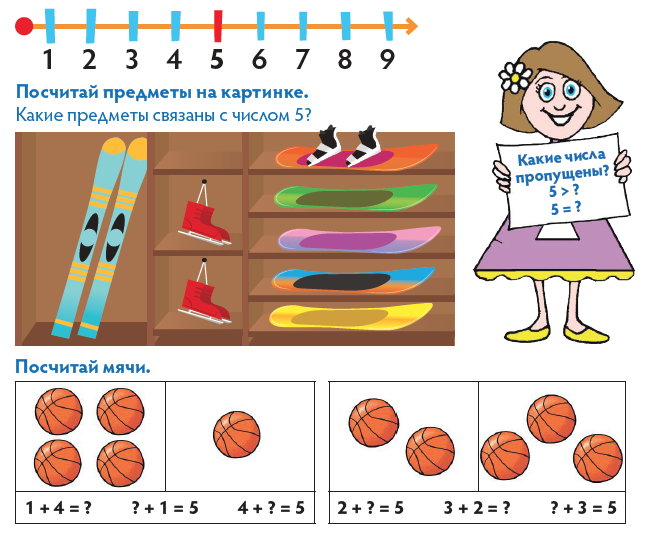 1 2 3 4 5 6 7 8 9
Посчитай предметы на картинке.
Какие предметы связаны с числом 5?
Какие числа
пропущены?
5 > ?
5 = ?
Посчитай мячи.
1 + 4 = ? ? + 1 = 5 4 + ? = 5
2 + ? = 5 3 + 2 = ? ? + 3 = 5